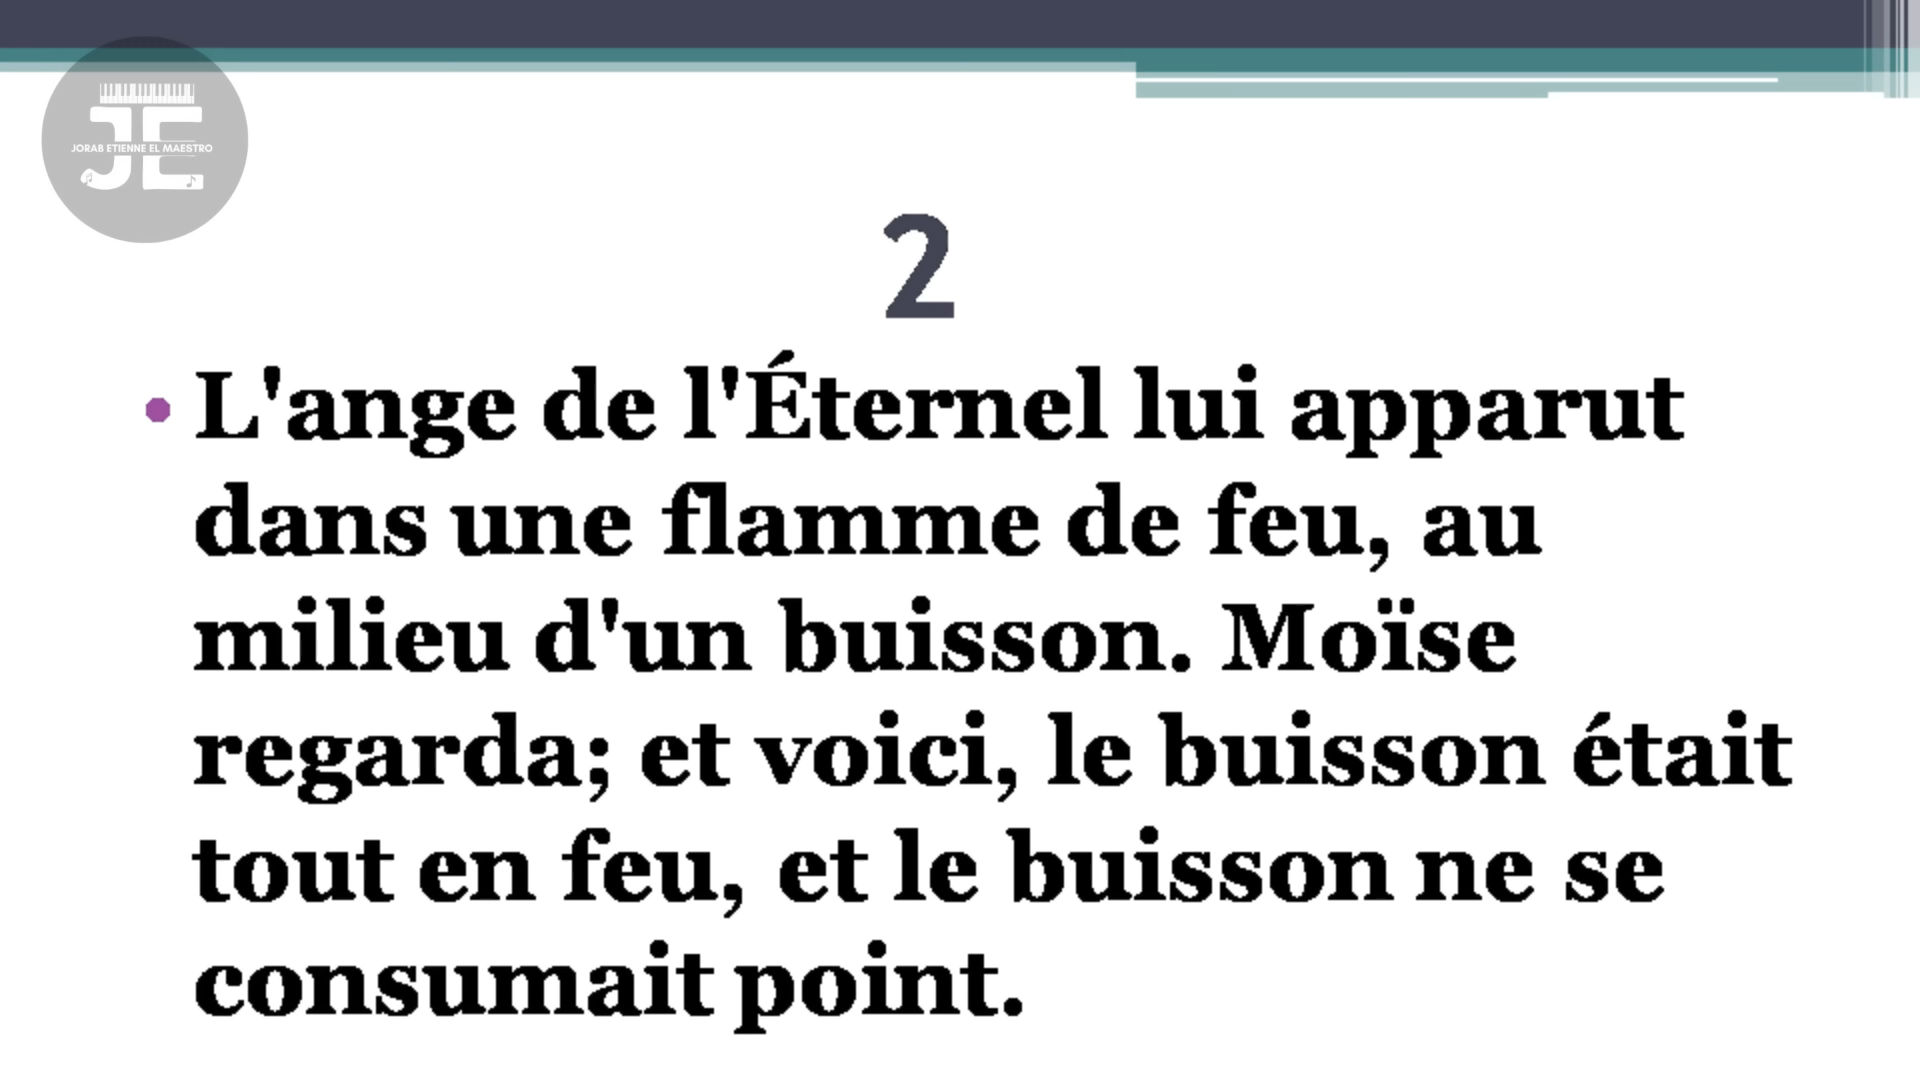 JE
JORAB ETIENNE EL MAESTRO
2
• L'ange de l'Éternel lui apparut
dans une flamme de feu, au
milieu d'un buisson. Moïse
regarda; et voici, le buisson était
tout en feu, et le buisson ne se
consumait point.